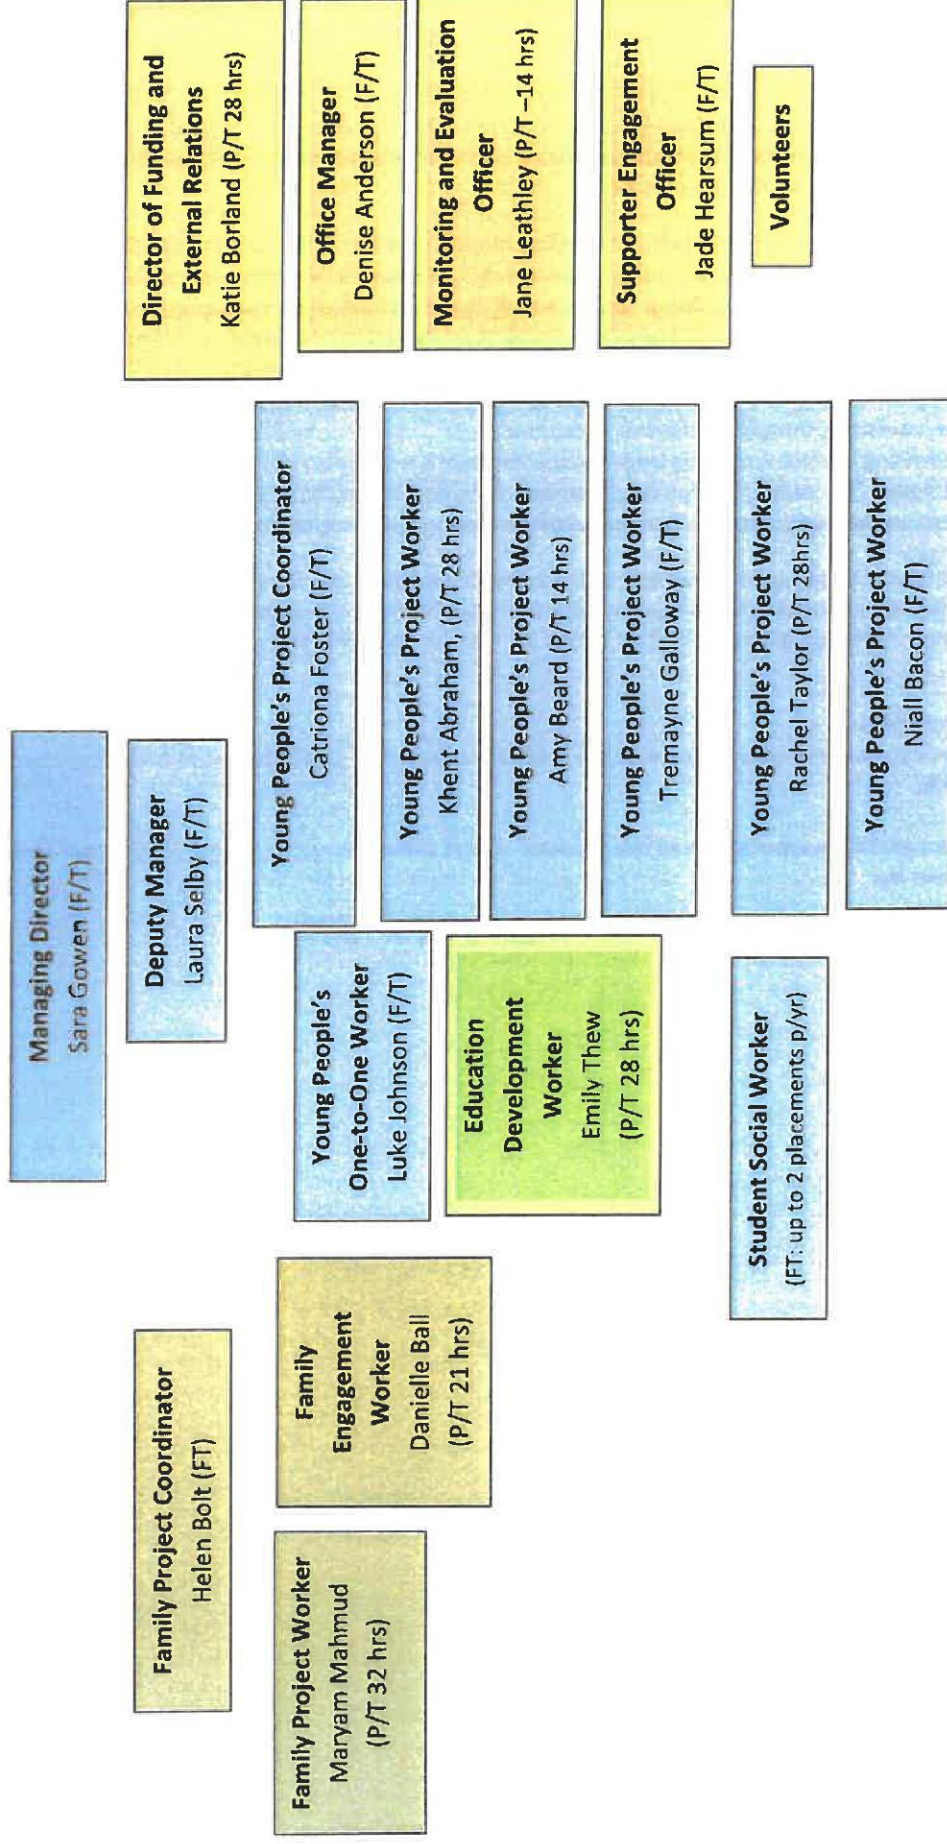 Managing Director
Sara Gowen (F/T)
Deputy Manager
Laura Selby (F/T)
Family Project Coordinator
Helen Bolt (FT)
Director of Funding and
External Relations
Katie Borland (P/T 28 hrs)
Family Project Worker
Maryam Mahmud
(P/T 32 hrs)
Family
Engagement
Worker
Danielle Ball
(P/T 21 hrs)
Young People's
One-to-One Worker
Luke Johnson (F/T)
Education
Development
Worker
Emily Thew
(P/T 28 hrs)
Student Social Worker
(FT: up to 2 placements p/yr)
Young People's Project Coordinator
Catriona Foster (F/T)
Young People's Project Worker
Khent Abraham, (P/T 28 hrs)
Young People's Project Worker
Amy Beard (P/T 14 hrs)
Young People's Project Worker
Tremayne Galloway (F/T)
Young People's Project Worker
Rachel Taylor (P/T 28hrs)
Young People's Project Worker
Niall Bacon (F/T)
Office Manager
Denise Anderson (F/T)
Monitoring and Evaluation
Officer
Jane Leathley (P/T –14 hrs)
Supporter Engagement
Officer
Jade Hearsum (F/T)
Volunteers